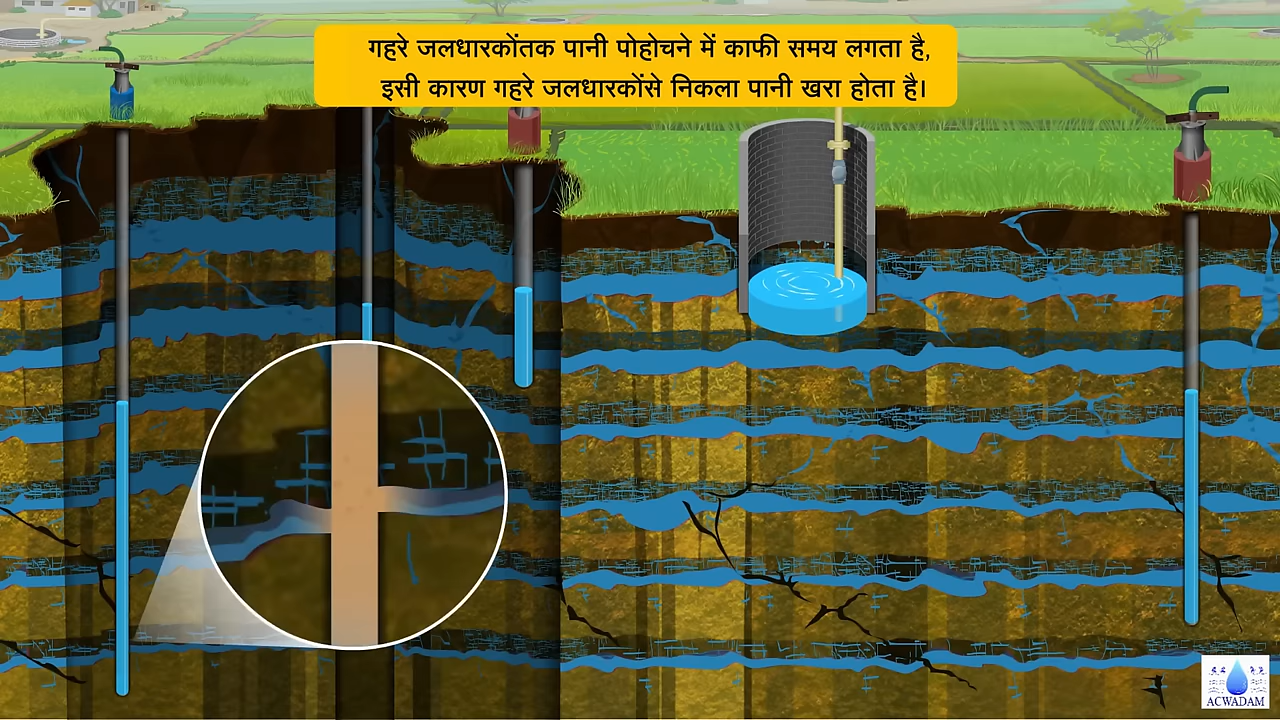 गहरे जलधारकोंतक पानी पोहोचने में काफी समय लगता है,
इसी कारण गहरे जलधारकोंसे निकला पानी खरा होता है।
ACWADAM